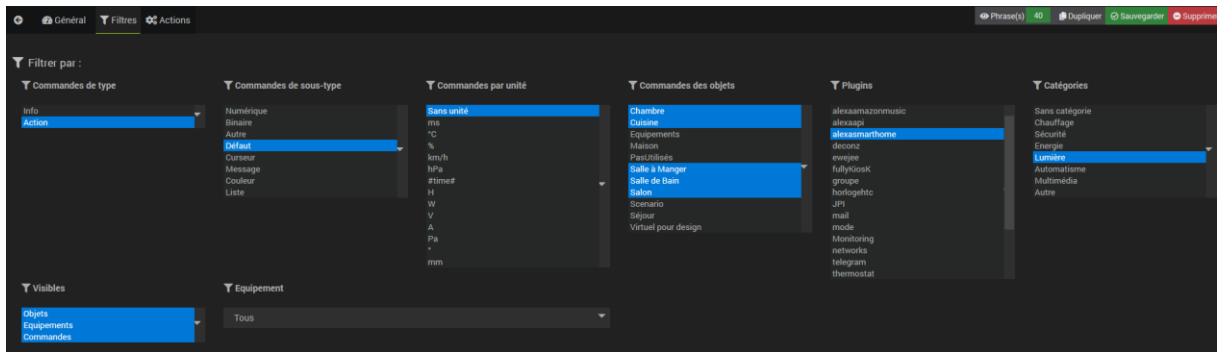 Général Filtres Actions Phrase(s) 40 Dupliquer Sauvegarder Supprime
Filtrer par :
Commandes de type
Info
Action
Commandes de sous-type
Numérique
Binaire
Autre
Défaut
Curseur
Message
Couleur
Liste
Commandes par unité
Sans unité
ms
°C
%
km/h
hPa
#time#
H
W
V
A
Pa
°
mm
Commandes des objets
Chambre
Cuisine
Equipements
Maison
PasUtilisés
Salle à Manger
Salle de Bain
Salon
Scenario
Séjour
Virtuel pour design
Plugins
alexaamazonmusic
alexaapi
alexasmarthome
deconz
ewejee
fullyKiosK
groupe
horlogehtc
JPI
mail
mode
Monitoring
networks
telegram
thermostat
Catégories
Sans catégorie
Chauffage
Sécurité
Energie
Lumière
Automatisme
Multimédia
Autre
Visibles
Objets
Equipements
Commandes
Equipement
Tous